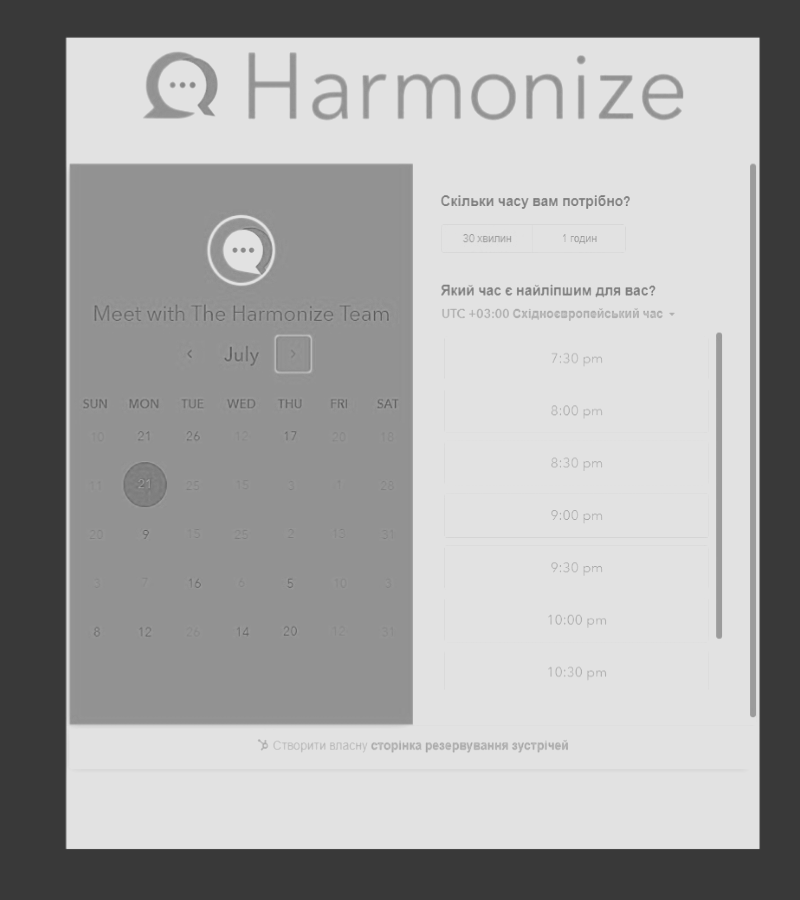 Harmonize
Meet with The Harmonize Team
July
SUN MON TUE WED THU FRI SAT
10 21 26 17 20 18
11 21 25 15 3 1 28
20 9 15 25 2 13 31
3 7 16 6 5 10 3
8 12 26 14 20 12 31
Скільки часу вам потрібно?
30 хвилин 1 годин
Який час є найліпшим для вас?
UTC +03:00 Східноєвропейський час
7:30 pm
8:00 pm
8:30 pm
9:00 pm
9:30 pm
10:00 pm
10:30 pm
Створити власну сторінка резервування зустрічей